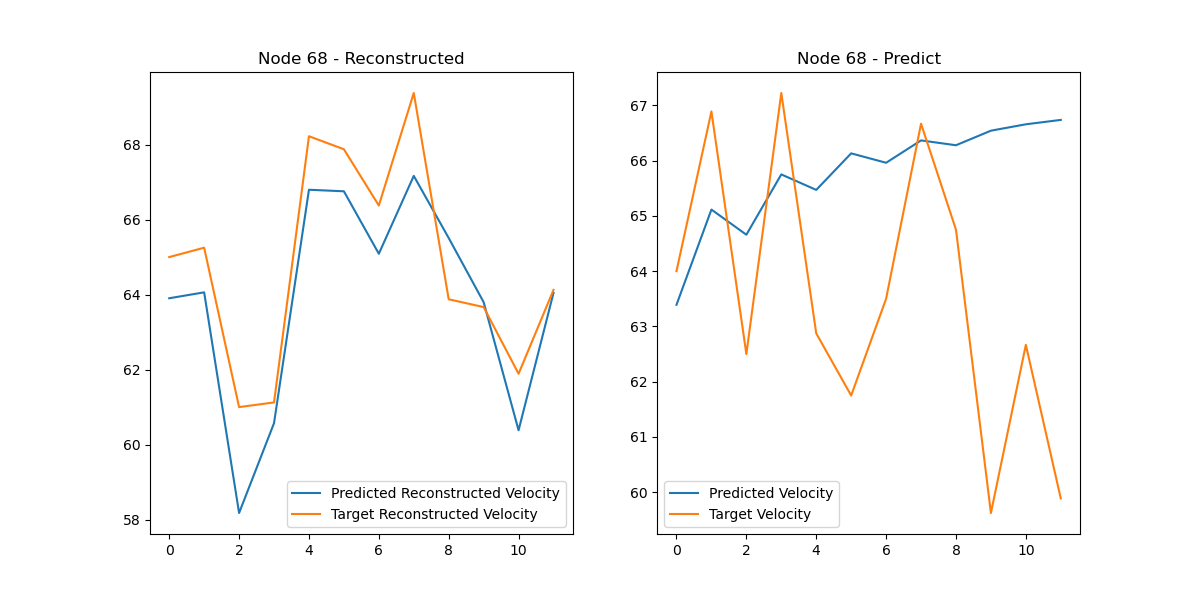 Node 68 - Reconstructed
68
66
64
62
60
58
0 2 4 6 8 10
Predicted Reconstructed Velocity
Target Reconstructed Velocity
Node 68 - Predict
67
66
65
64
63
62
61
60
0 2 4 6 8 10
Predicted Velocity
Target Velocity